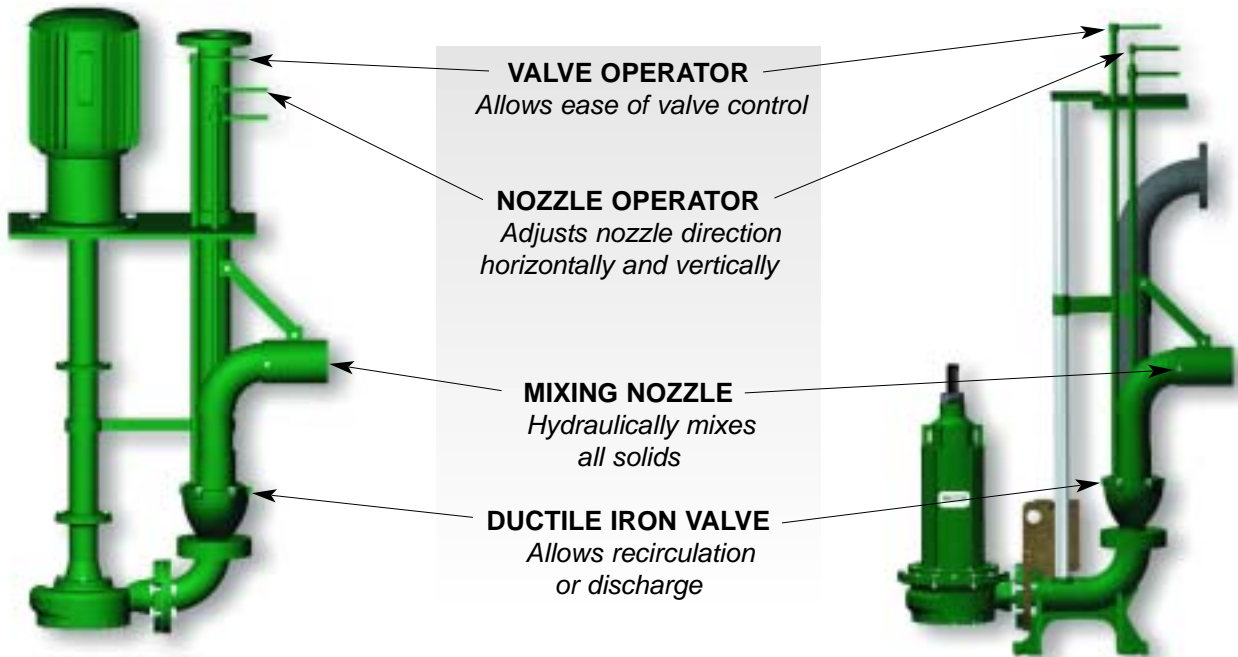 VALVE OPERATOR
Allows ease of valve control
NOZZLE OPERATOR
Adjusts nozzle direction
horizontally and vertically
MIXING NOZZLE
Hydraulically mixes
all solids
DUCTILE IRON VALVE
Allows recirculation
or discharge